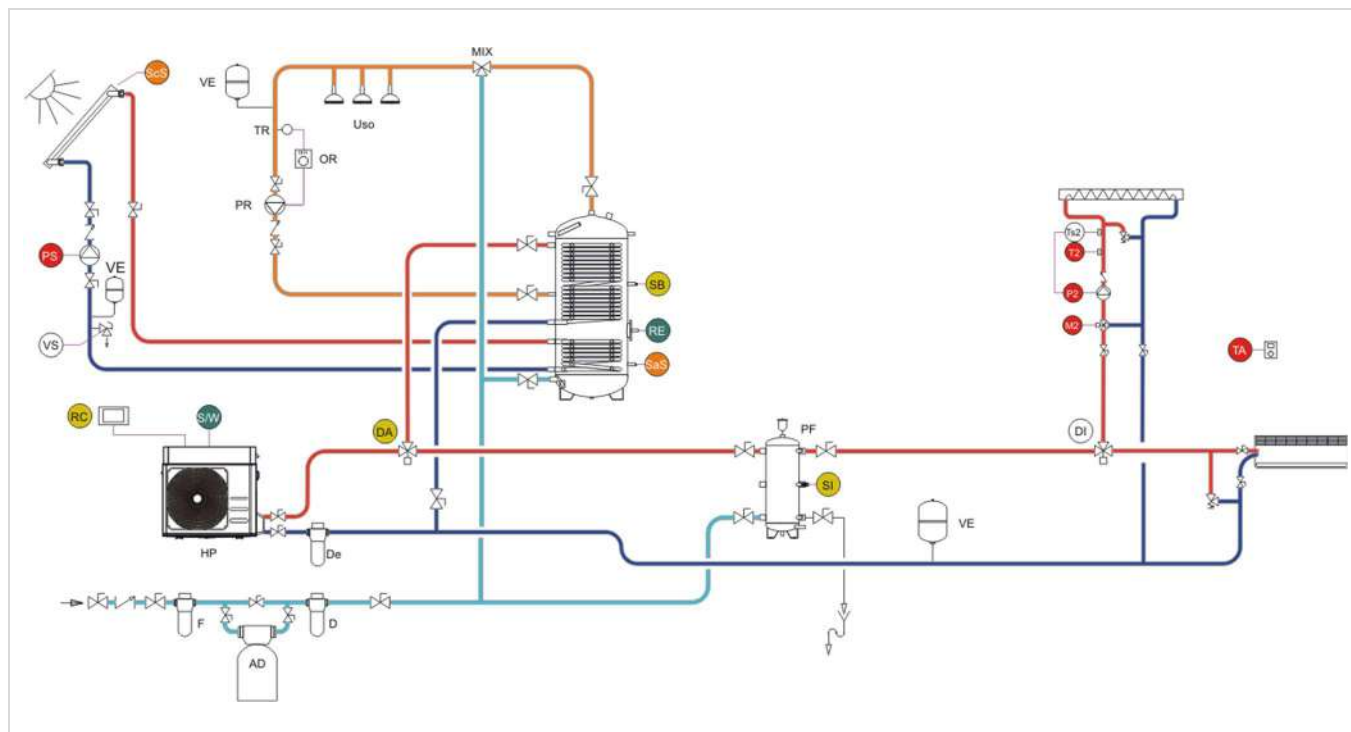 MIX
ScS
VE
TR
Uso
OR
PR
PS
VE
VS
SB
RE
SaS
Ts2
T2
P2
M2
TA
RC
S/W
DA
PF
DI
SI
VE
HP
De
F
D
AD